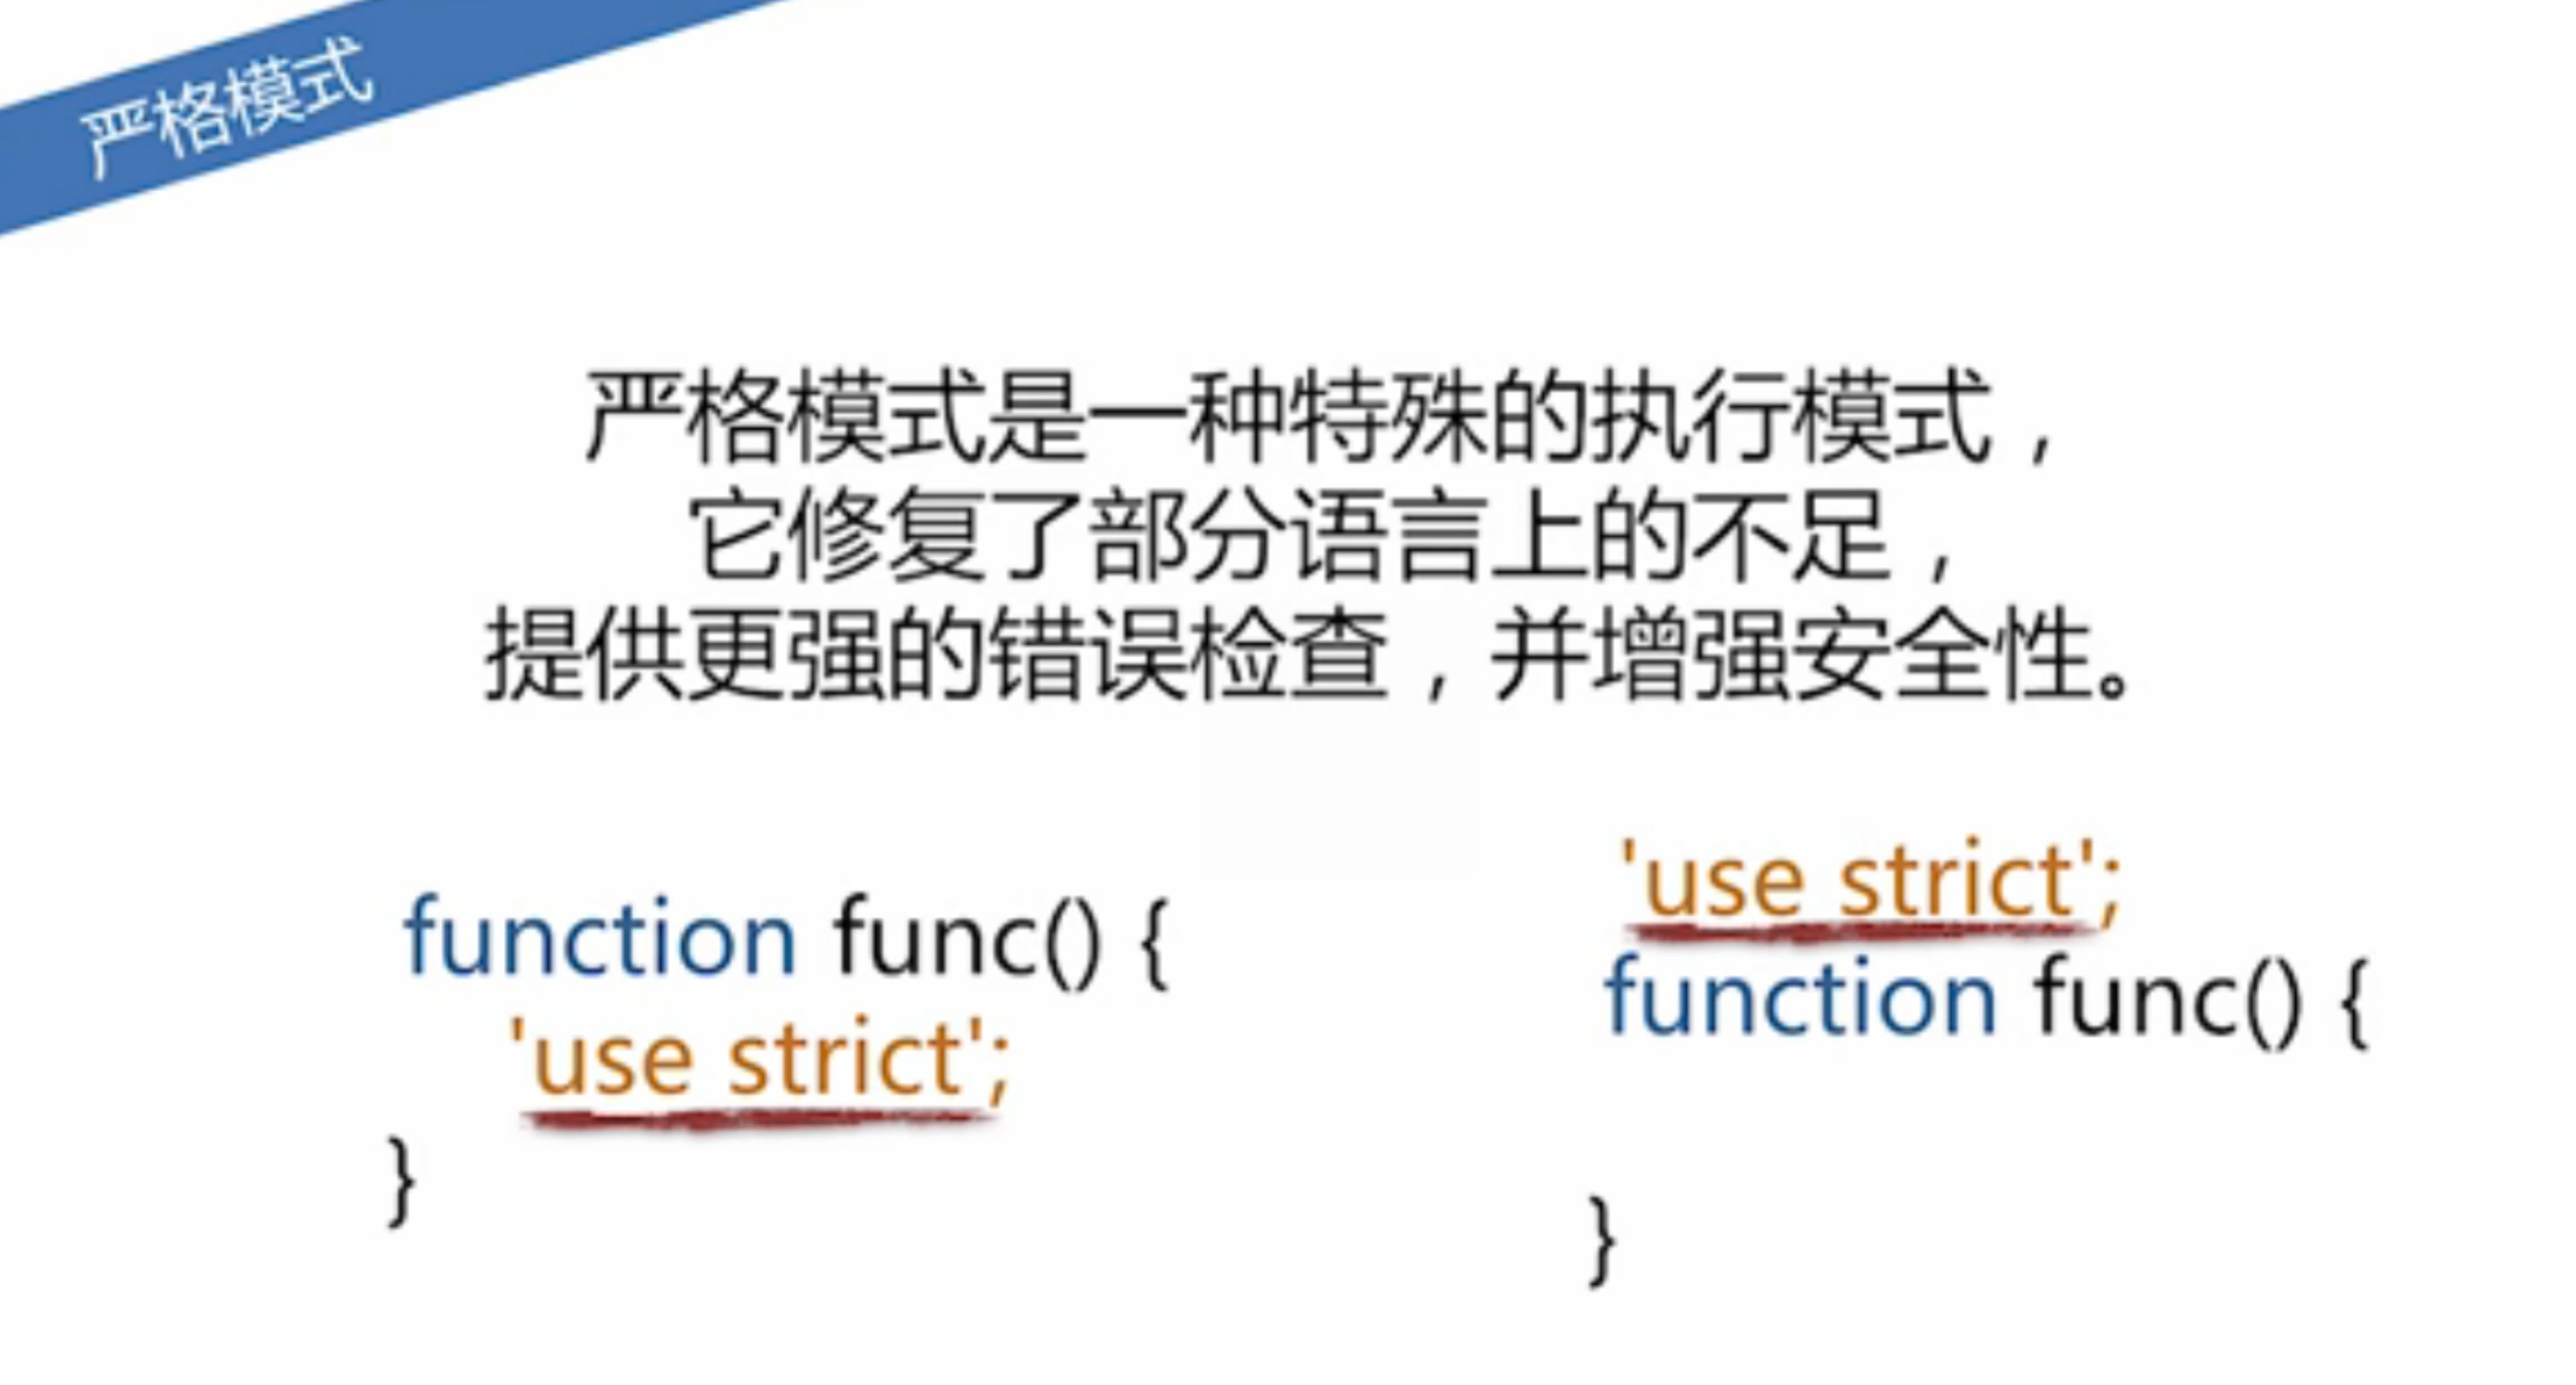 严格模式
严格模式是一种特殊的执行模式，
它修复了部分语言上的不足，
提供更强的错误检查，并增强安全性。
function func() {
'use strict';
}
'use strict';
function func() {
}